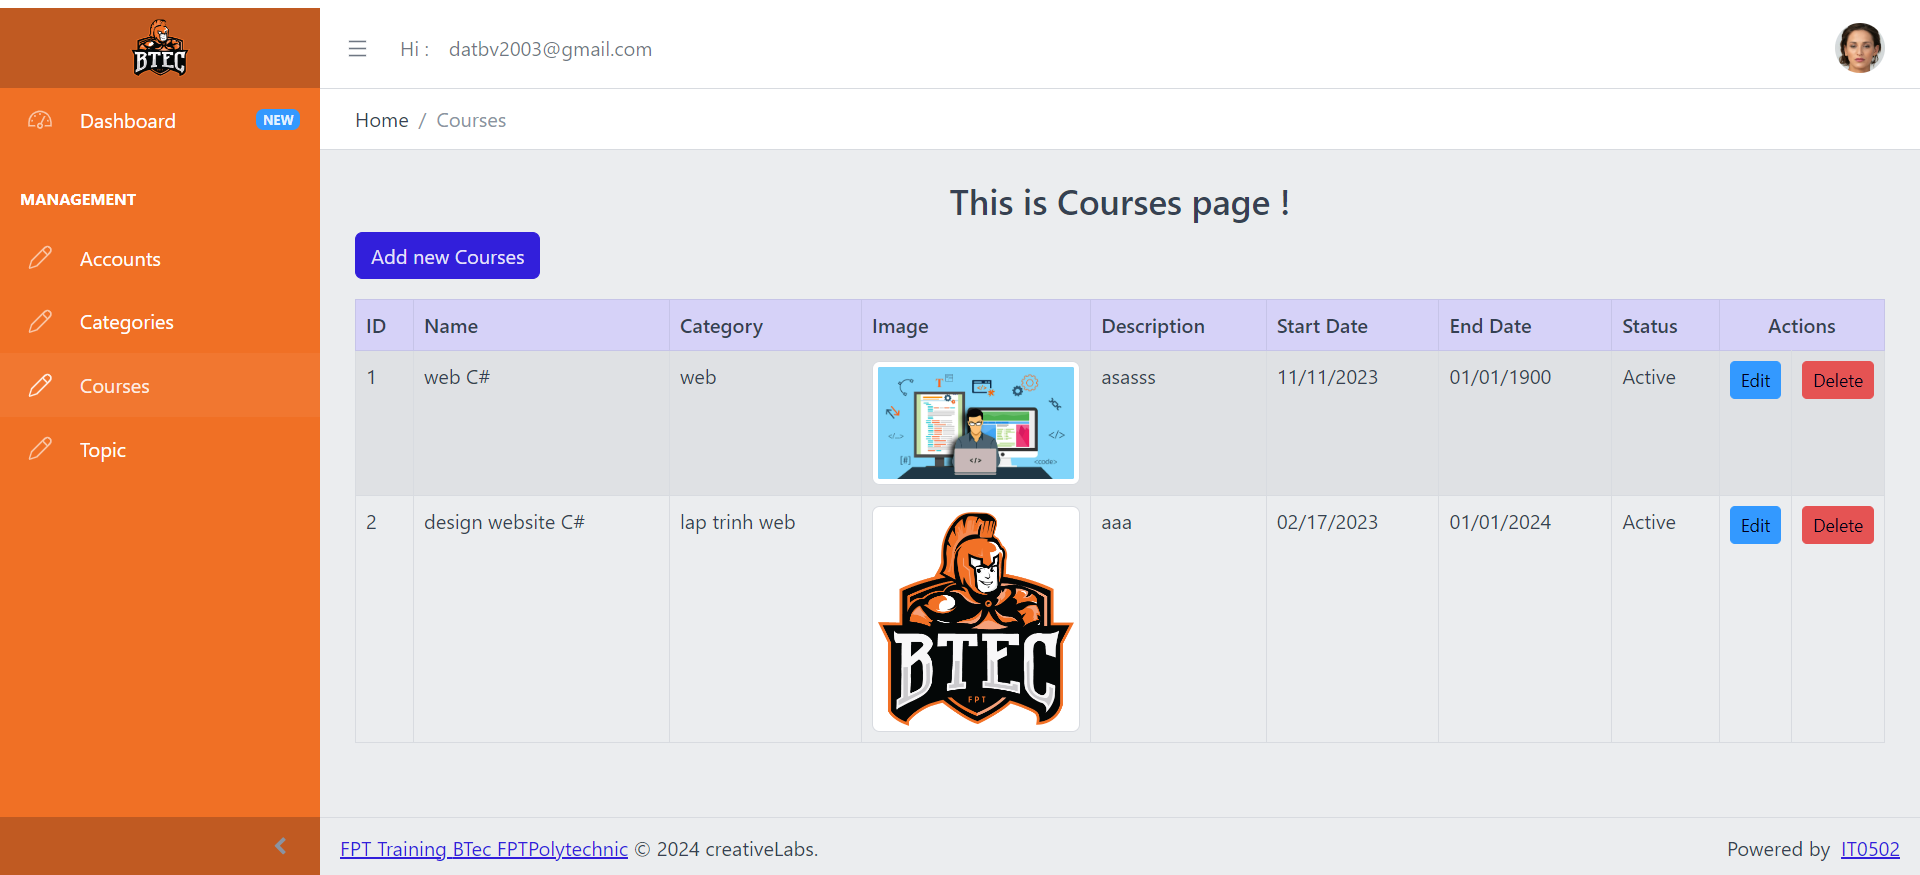 BTEC
Hi : datbv2003@gmail.com
Dashboard NEW
Home / Courses
MANAGEMENT
This is Courses page !
Accounts
Add new Courses
Categories
Courses
Topic
ID Name Category Image Description Start Date End Date Status Actions
1 web C# web asasss 11/11/2023 01/01/1900 Active Edit Delete
T
</>
</>
[#]
<code>
2 design website C# lap trinh web aaa 02/17/2023 01/01/2024 Active Edit Delete
BTEC
FPT
FPT Training BTec FPTPolytechnic © 2024 creativeLabs.
Powered by IT0502